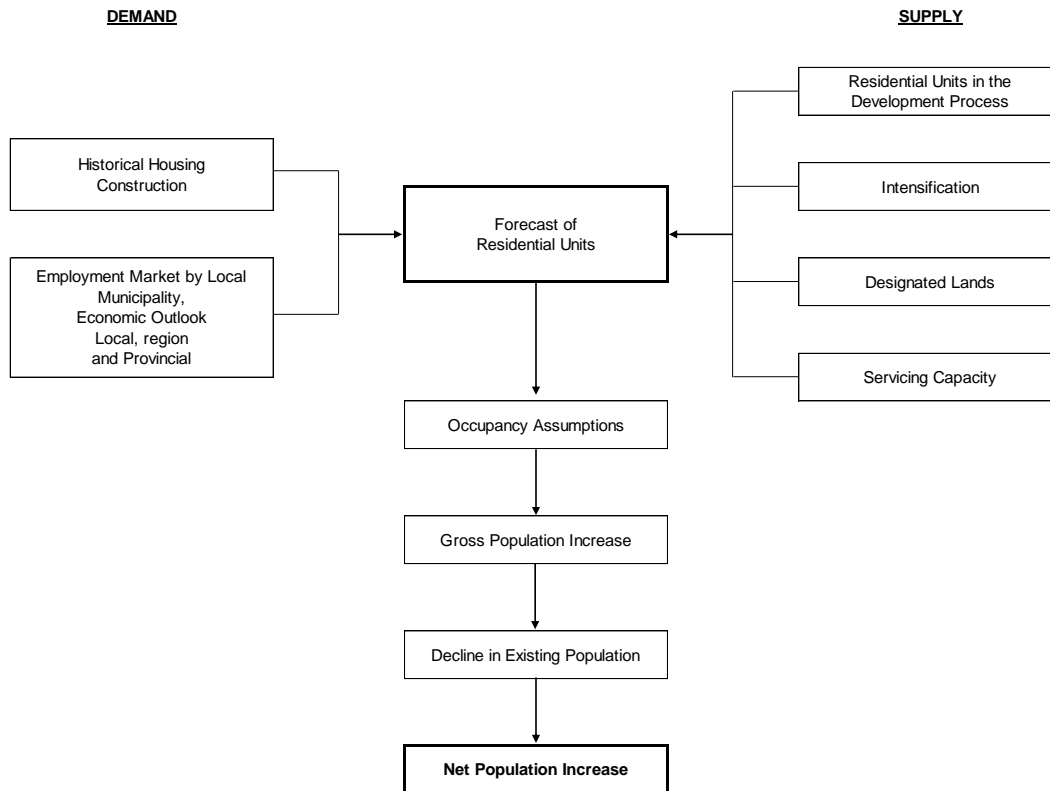 DEMAND
SUPPLY
Residential Units in the
Development Process
Historical Housing
Construction
Intensification
Forecast of
Residential Units
Employment Market by Local
Municipality,
Economic Outlook
Local, region
and Provincial
Designated Lands
Servicing Capacity
Occupancy Assumptions
Gross Population Increase
Decline in Existing Population
Net Population Increase